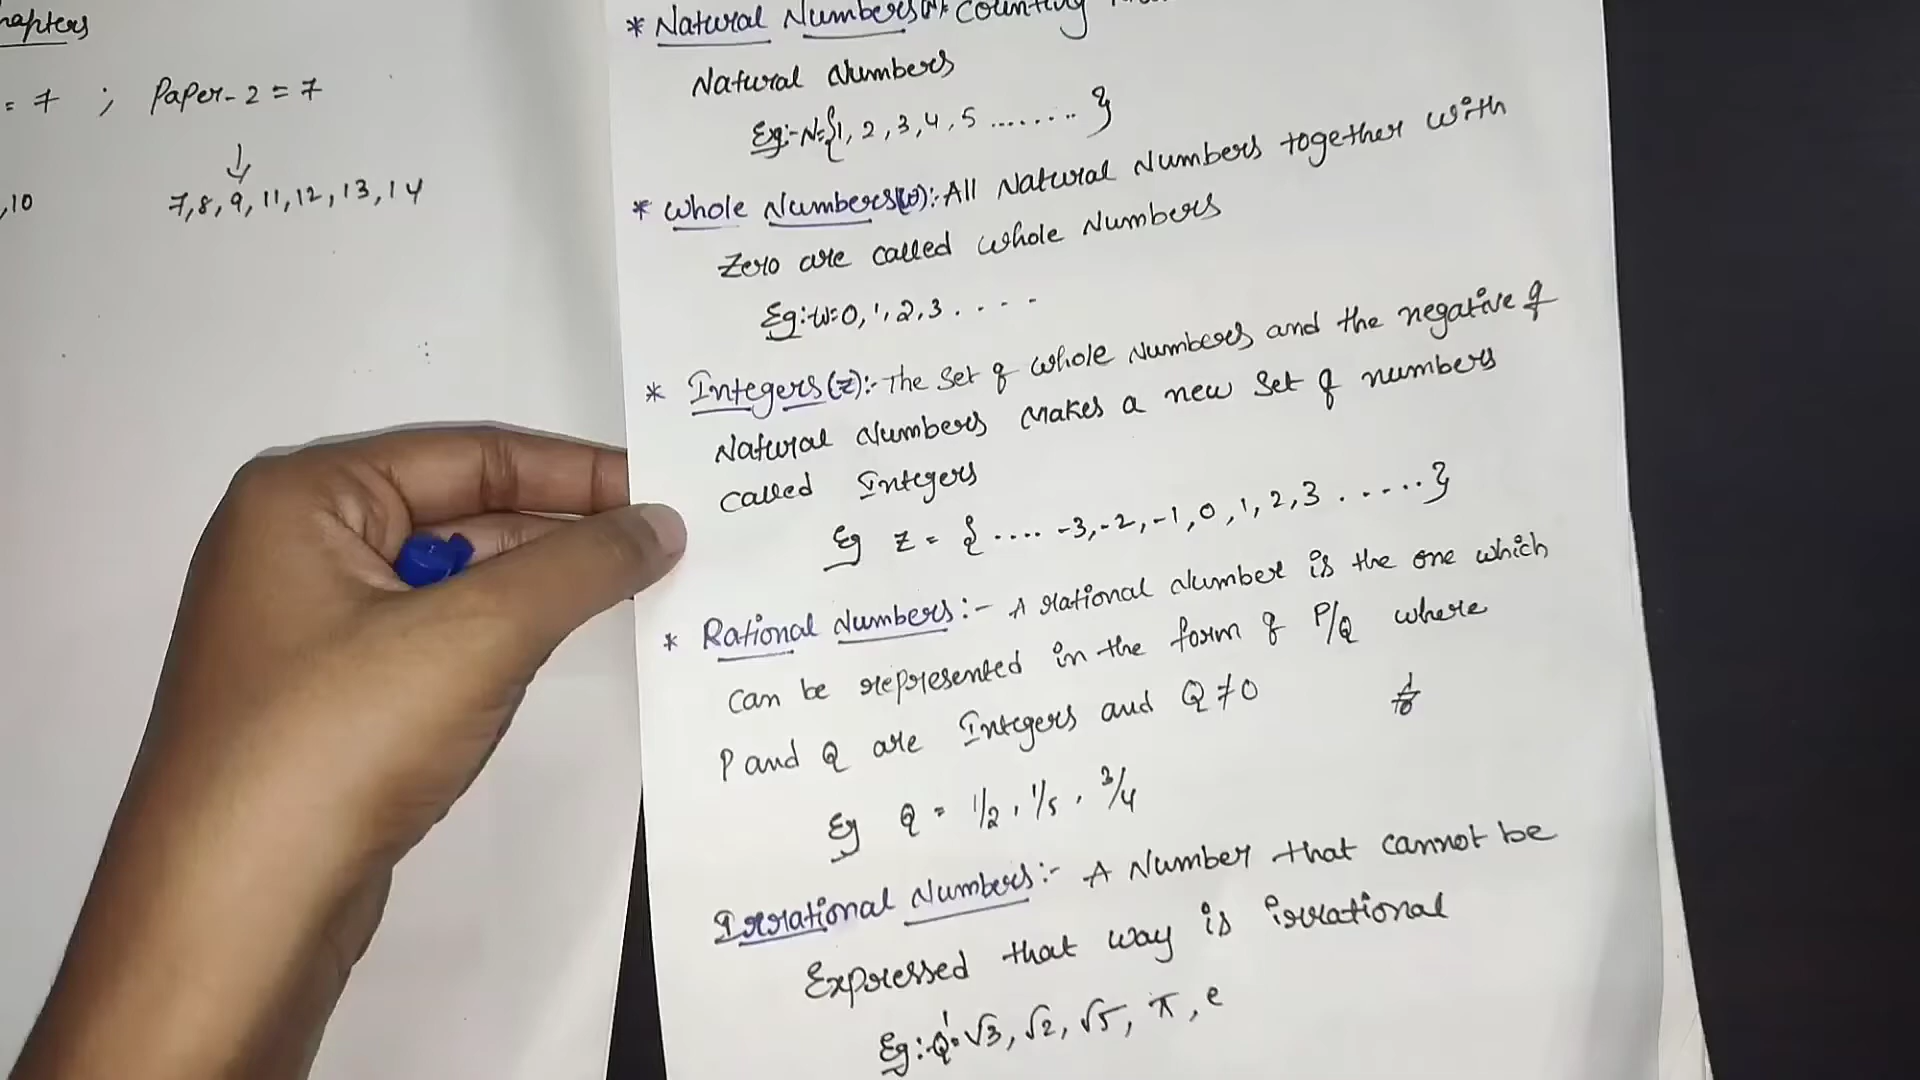 = 7 ; Paper-2 = 7
↓
,10 7,8,9,11,12,13,14
* Natural Numbers(N): Counting
Natural Numbers
Eg:- N={1, 2, 3, 4, 5 ........ }
* Whole Numbers(w):- All Natural Numbers together with
Zero are called whole Numbers
Eg:- w=0, 1, 2, 3 . . . .
* Integers (z):- The set of whole Numbers and the negative of
Natural Numbers makes a new set of numbers
called Integers
Eg z = { .... -3, -2, -1, 0, 1, 2, 3 ...... }
* Rational Numbers :- A rational Number is the one which
can be represented in the form of P/Q where
P and Q are Integers and Q ≠ 0
Eg Q = 1/2, 1/5, 3/4
Irrational Numbers:- A Number that cannot be
Expressed that way is irrational
Eg:- Q' = √3, √2, √5, π, e